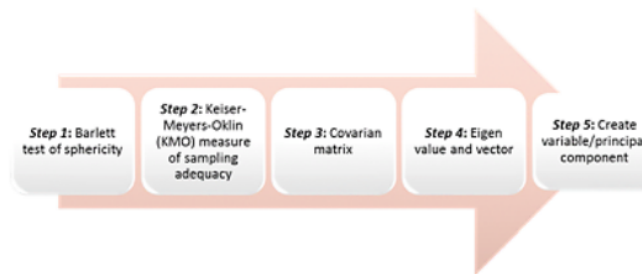 Step 1: Barlett
test of sphericity
Step 2: Keiser-
Meyers-Oklin
(KMO) measure
of sampling
adequacy
Step 3: Covarian
matrix
Step 4: Eigen
value and vector
Step 5: Create
variable/principa
component